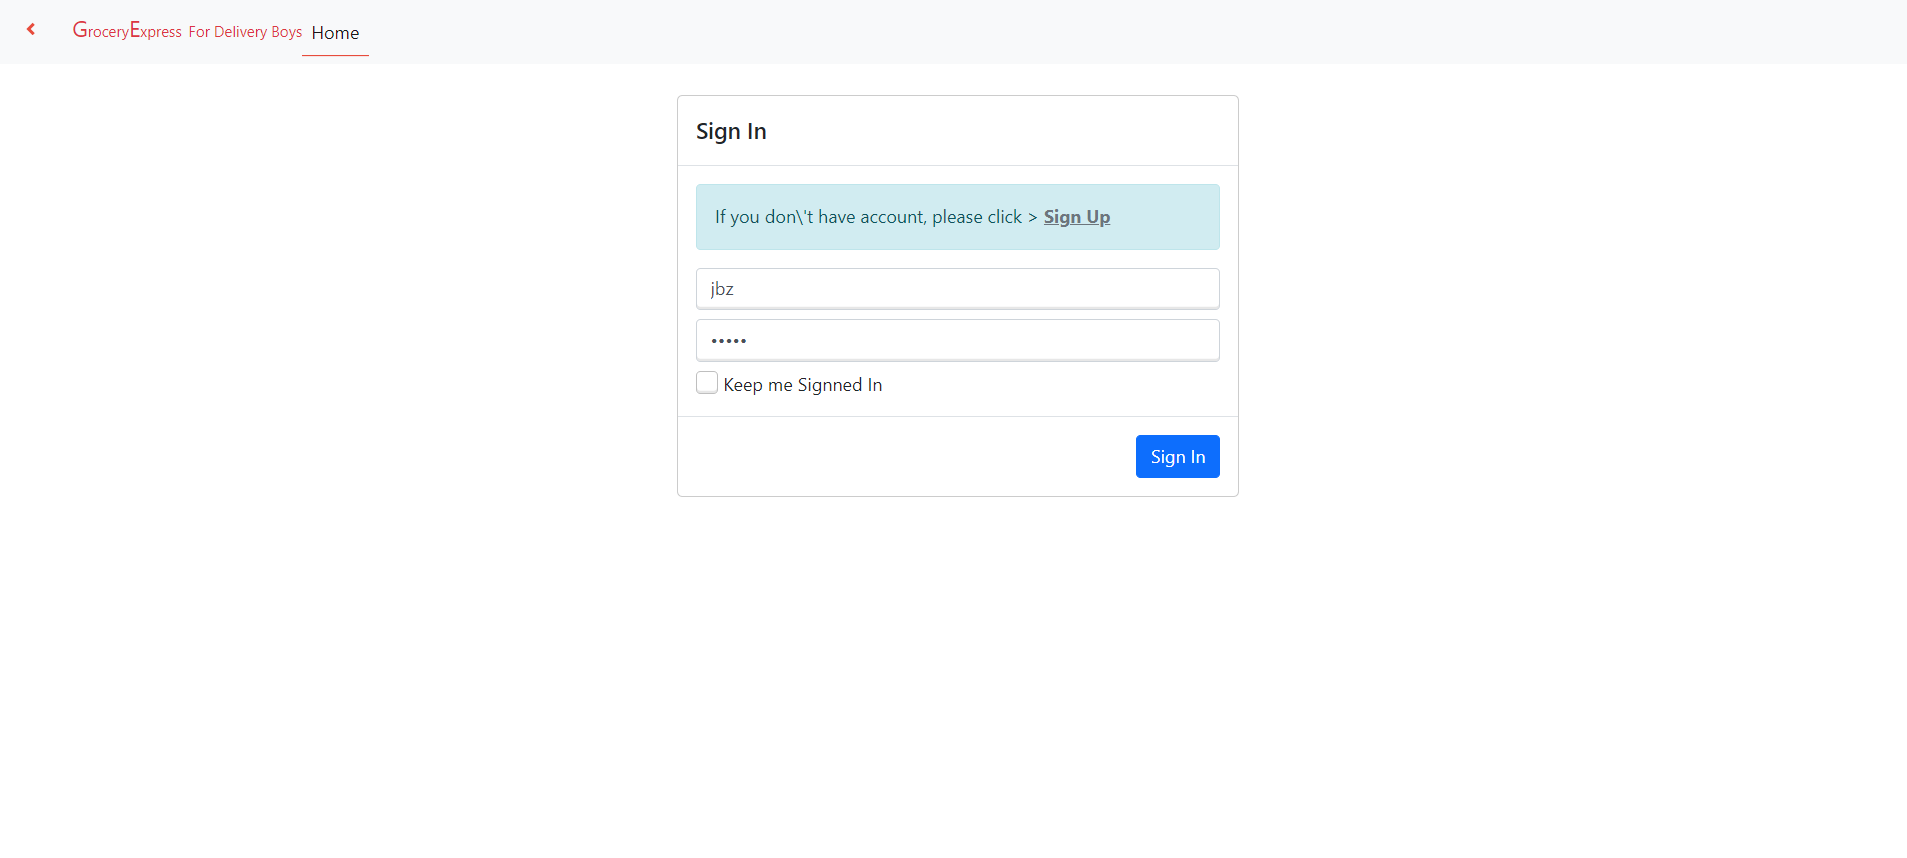 GroceryExpress For Delivery Boys Home
Sign In
If you don\'t have account, please click > Sign Up
jbz
•••••
Keep me Signned In
Sign In